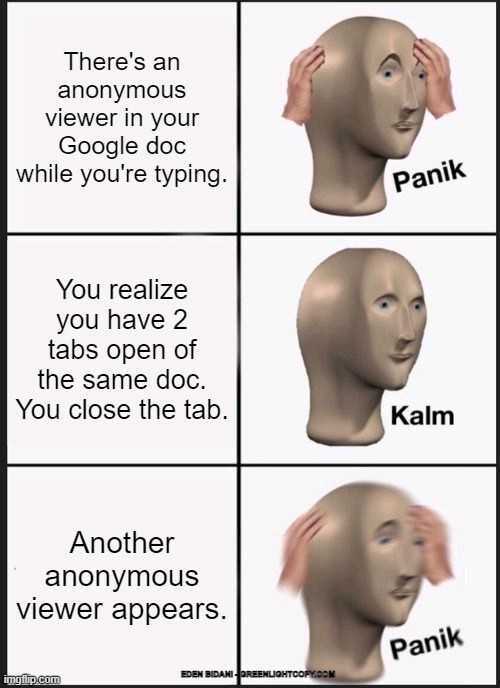 There's an
anonymous
viewer in your
Google doc
while you're typing.
Panik
You realize
you have 2
tabs open of
the same doc.
You close the tab.
Kalm
Another
anonymous
viewer appears.
Panik
EDEN BIDANI - GREENLIGHTCOPY.COM
imgflip.com